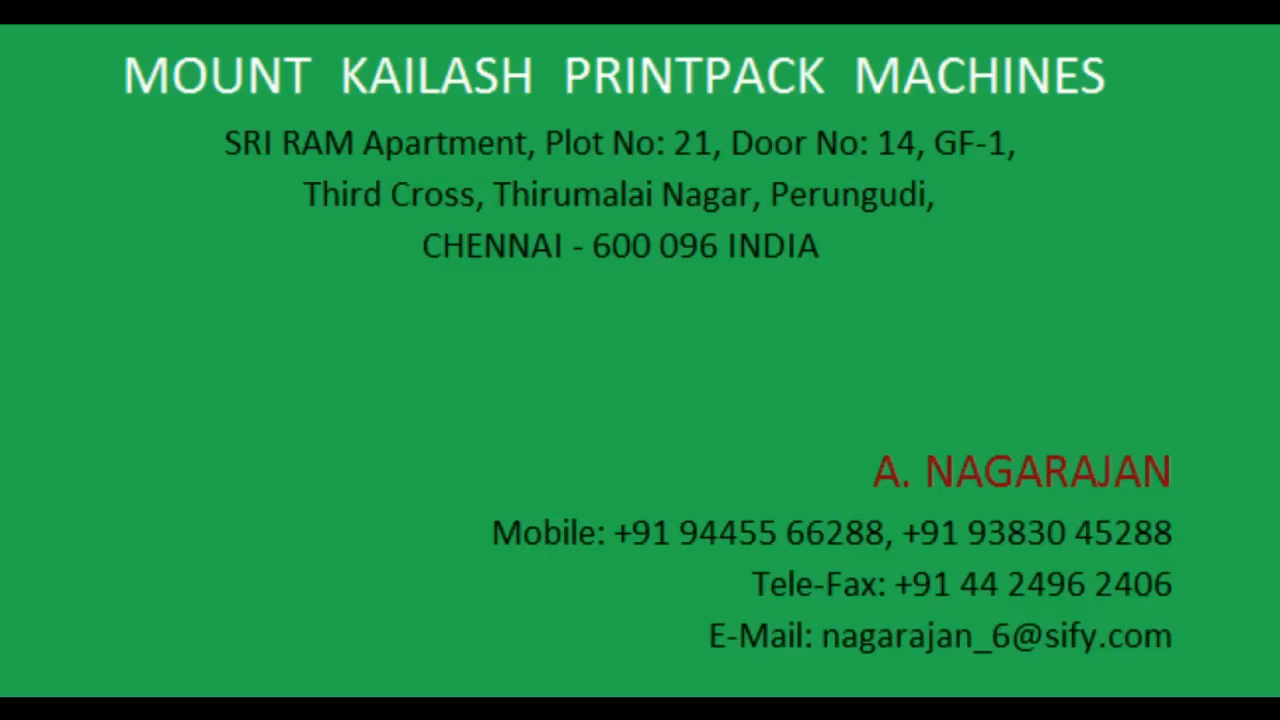 MOUNT KAILASH PRINTPACK MACHINES
SRI RAM Apartment, Plot No: 21, Door No: 14, GF-1,
Third Cross, Thirumalai Nagar, Perungudi,
CHENNAI - 600 096 INDIA
A. NAGARAJAN
Mobile: +91 94455 66288, +91 93830 45288
Tele-Fax: +91 44 2496 2406
E-Mail: nagarajan_6@sify.com